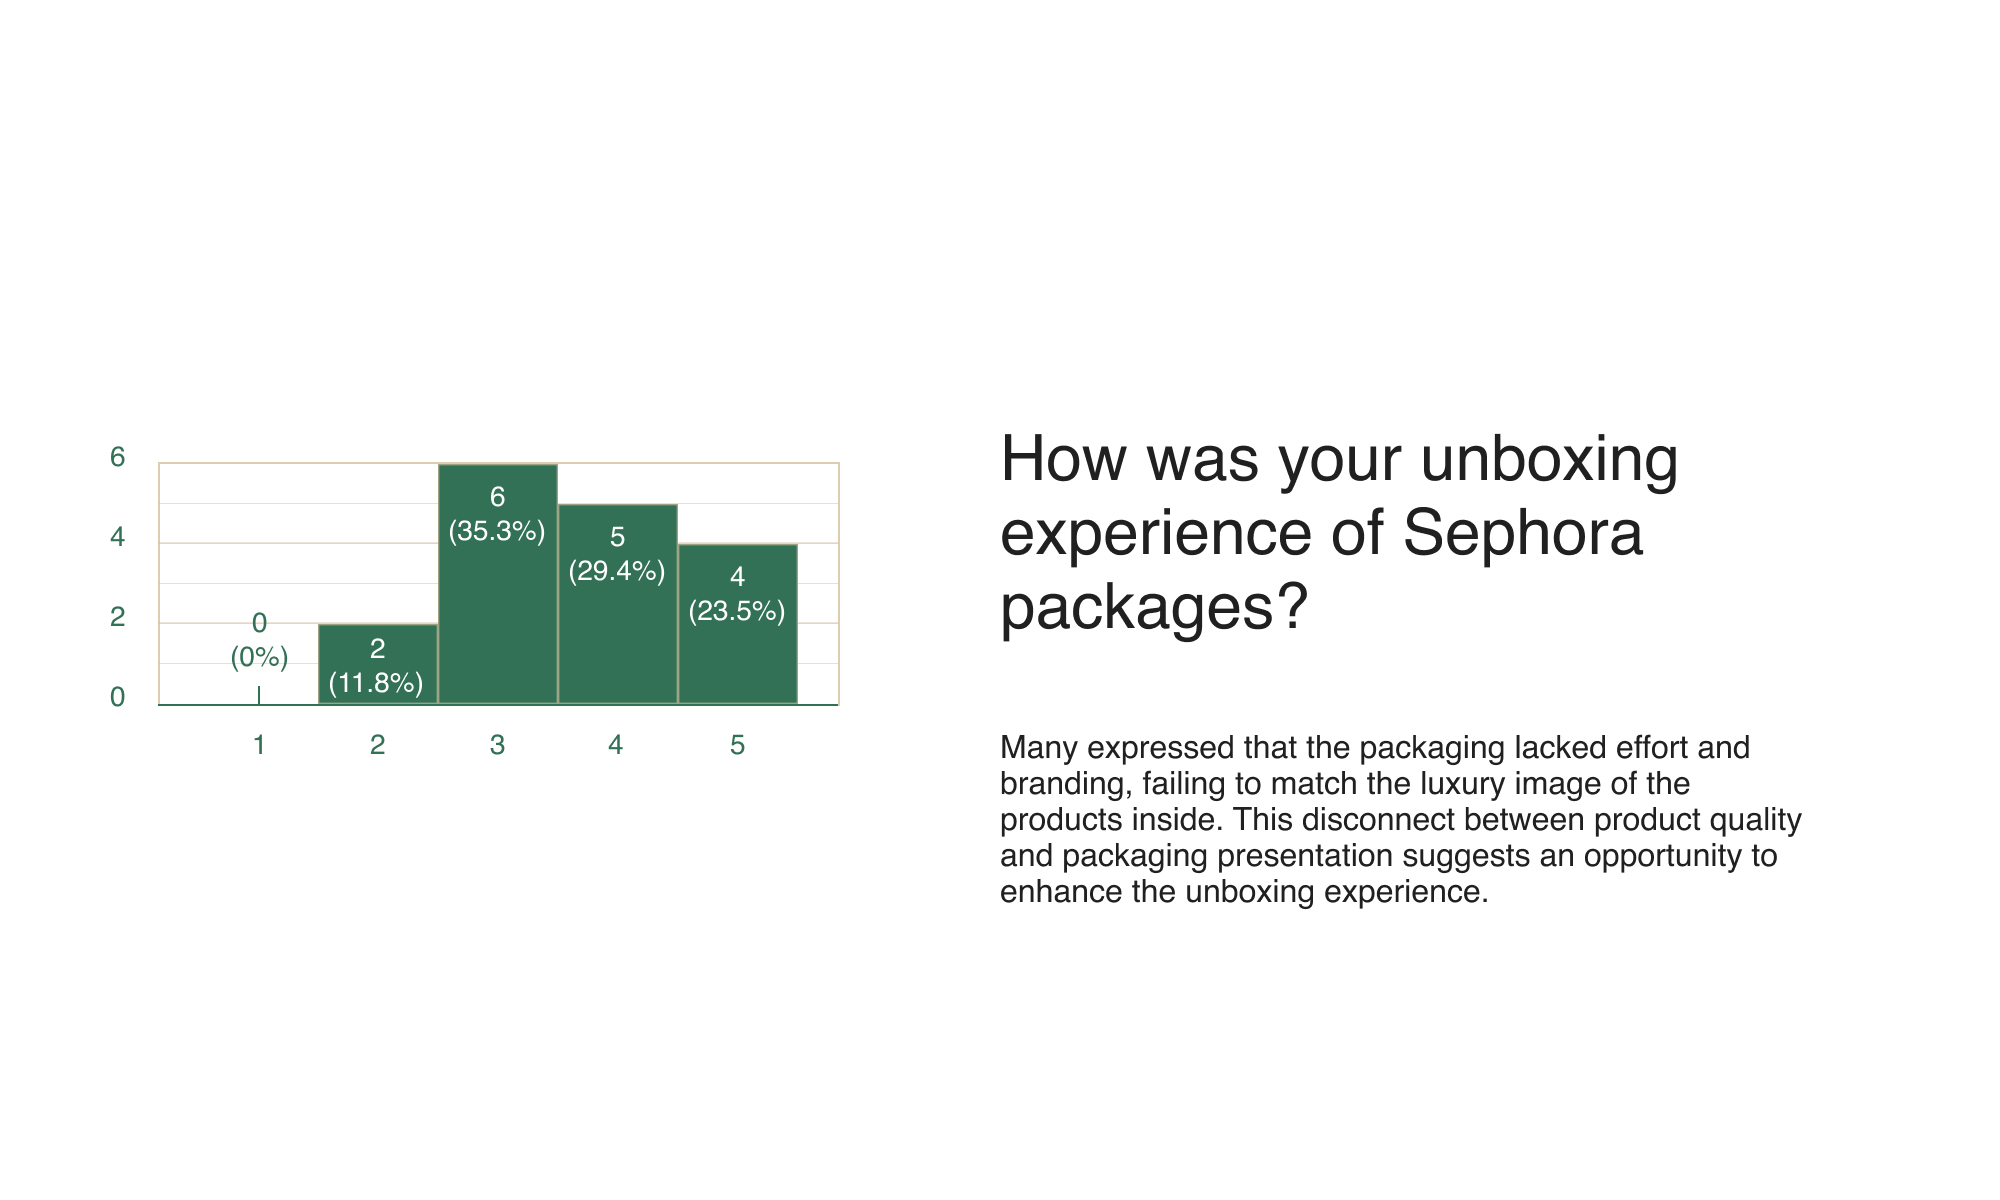 6
4
2
0
0
(0%)
2
(11.8%)
6
(35.3%)
5
(29.4%)
4
(23.5%)
1
2
3
4
5
How was your unboxing
experience of Sephora
packages?
Many expressed that the packaging lacked effort and
branding, failing to match the luxury image of the
products inside. This disconnect between product quality
and packaging presentation suggests an opportunity to
enhance the unboxing experience.